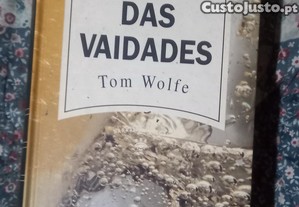 Custojusto.pt
DAS
VAIDADES
Tom Wolfe